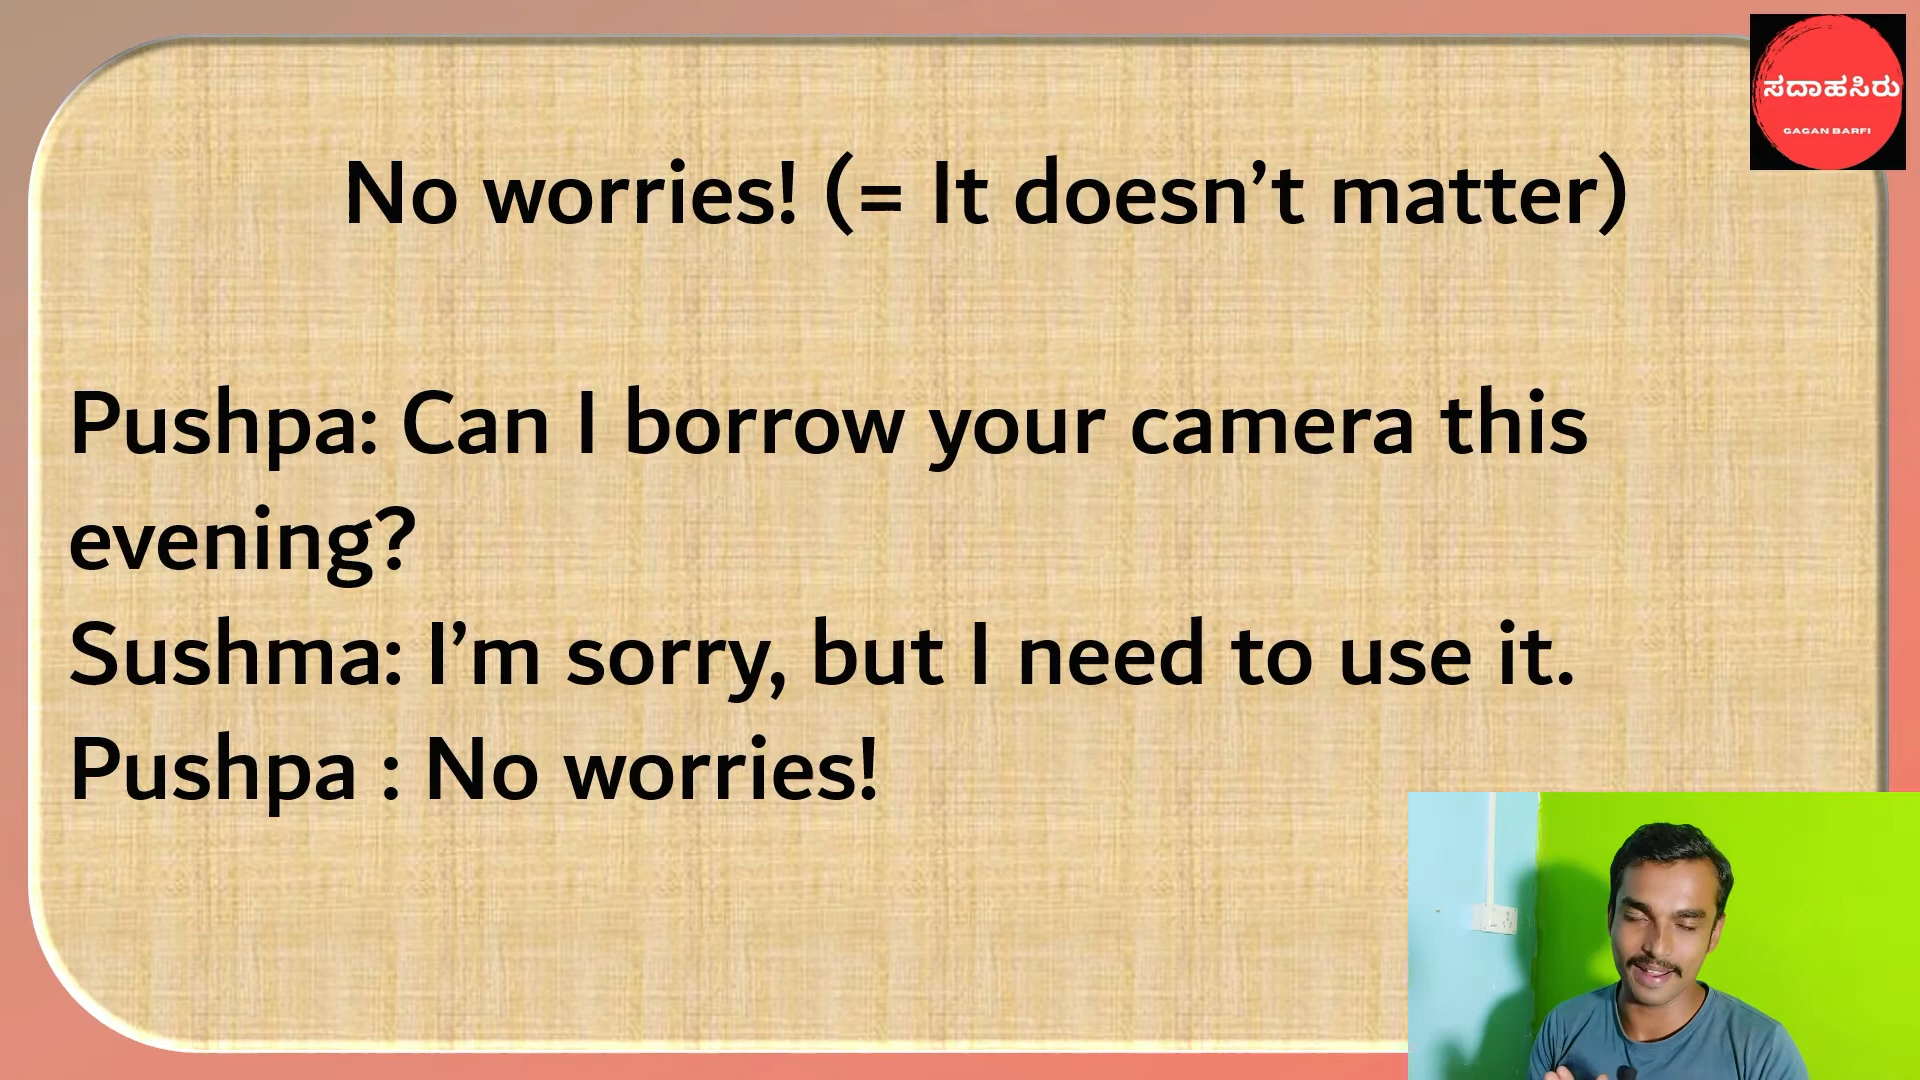 ಸದಾಹಸಿರು
GAGAN BARFI
No worries! (= It doesn’t matter)
Pushpa: Can I borrow your camera this
evening?
Sushma: I’m sorry, but I need to use it.
Pushpa : No worries!